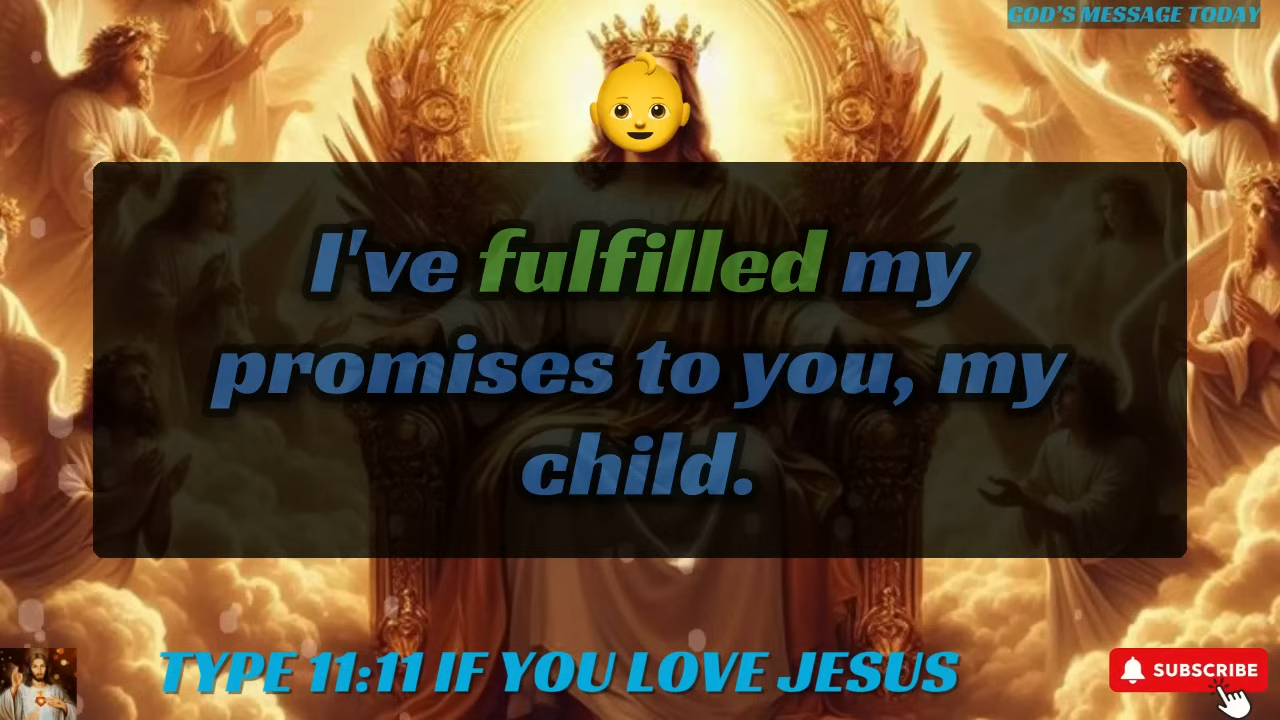 GOD'S MESSAGE TODAY
I've fulfilled my
promises to you, my
child.
TYPE 11:11 IF YOU LOVE JESUS
SUBSCRIBE